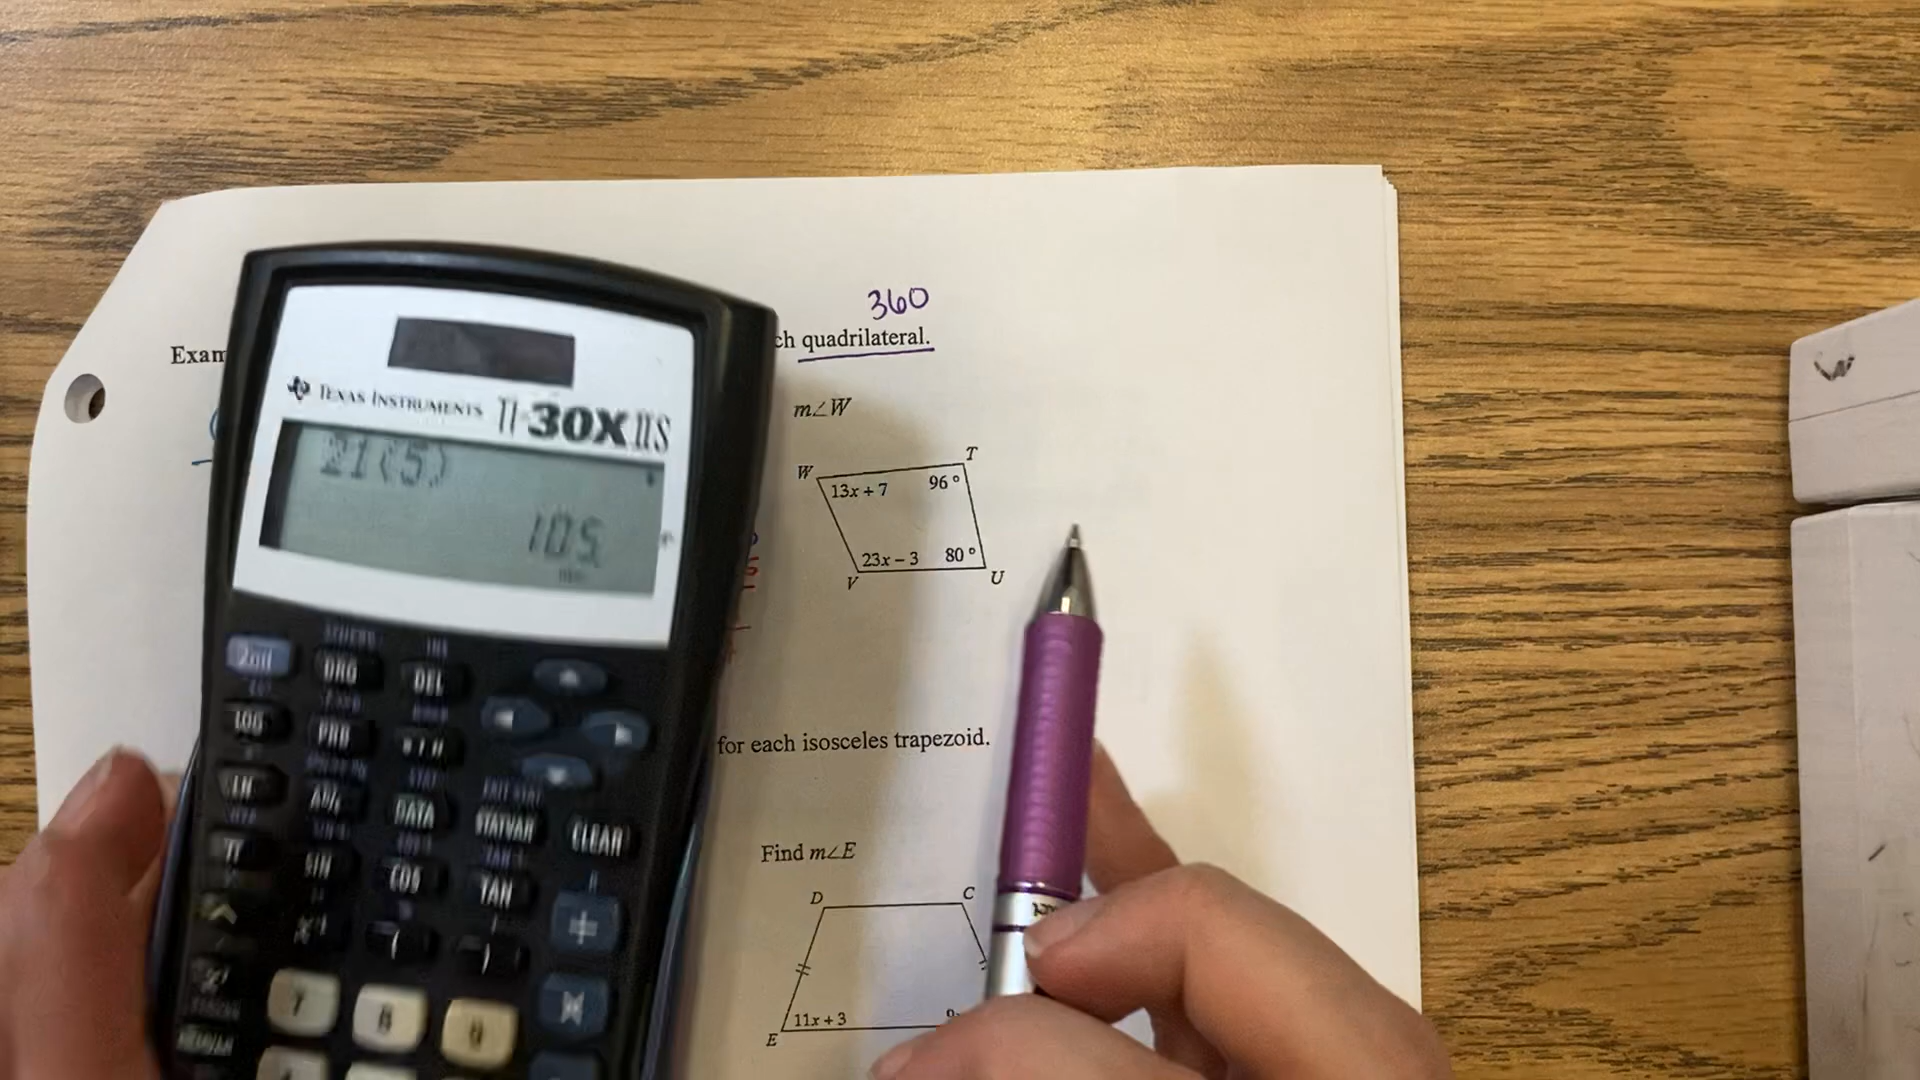 360
Exam
ch quadrilateral.
m∠W
W
T
13x + 7
96°
23x – 3
80°
V
U
for each isosceles trapezoid.
Find m∠E
D
C
11x + 3
E
TEXAS INSTRUMENTS TI-30X IIS
21(5)
105.
2nd
DRG
DEL
LOG
PRB
LN
DATA
STATVAR
CLEAR
π
SIN
COS
TAN
÷
(
)
7
8
9